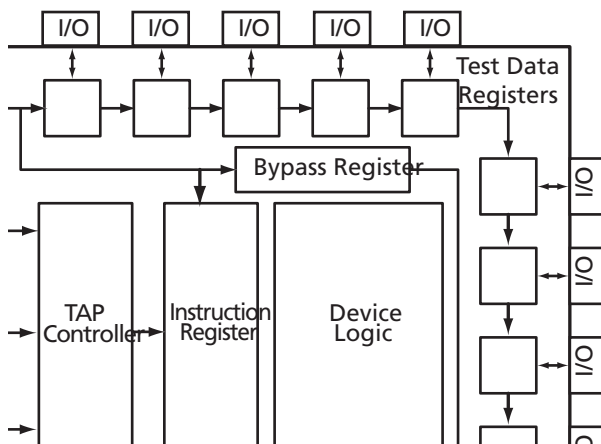 I/O I/O I/O I/O I/O
Test Data
Registers
Bypass Register
I/O
I/O
TAP
Controller
Instruction
Register
Device
Logic
I/O